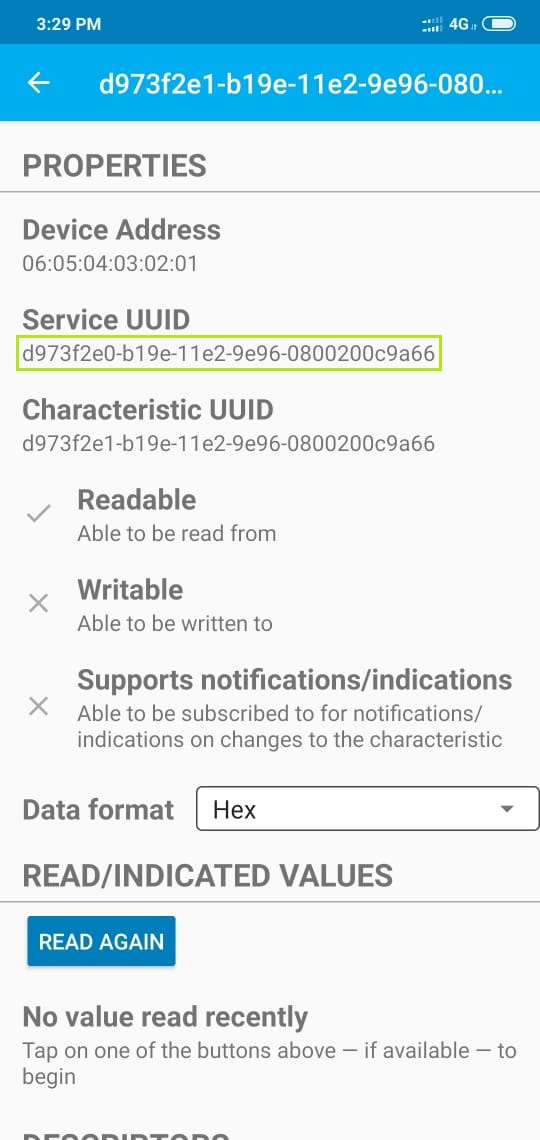 3:29 PM
4G
d973f2e1-b19e-11e2-9e96-080...
PROPERTIES
Device Address
06:05:04:03:02:01
Service UUID
d973f2e0-b19e-11e2-9e96-0800200c9a66
Characteristic UUID
d973f2e1-b19e-11e2-9e96-0800200c9a66
Readable
Able to be read from
Writable
Able to be written to
Supports notifications/indications
Able to be subscribed to for notifications/
indications on changes to the characteristic
Data format
Hex
READ/INDICATED VALUES
READ AGAIN
No value read recently
Tap on one of the buttons above — if available — to
begin
DESCRIPTORS